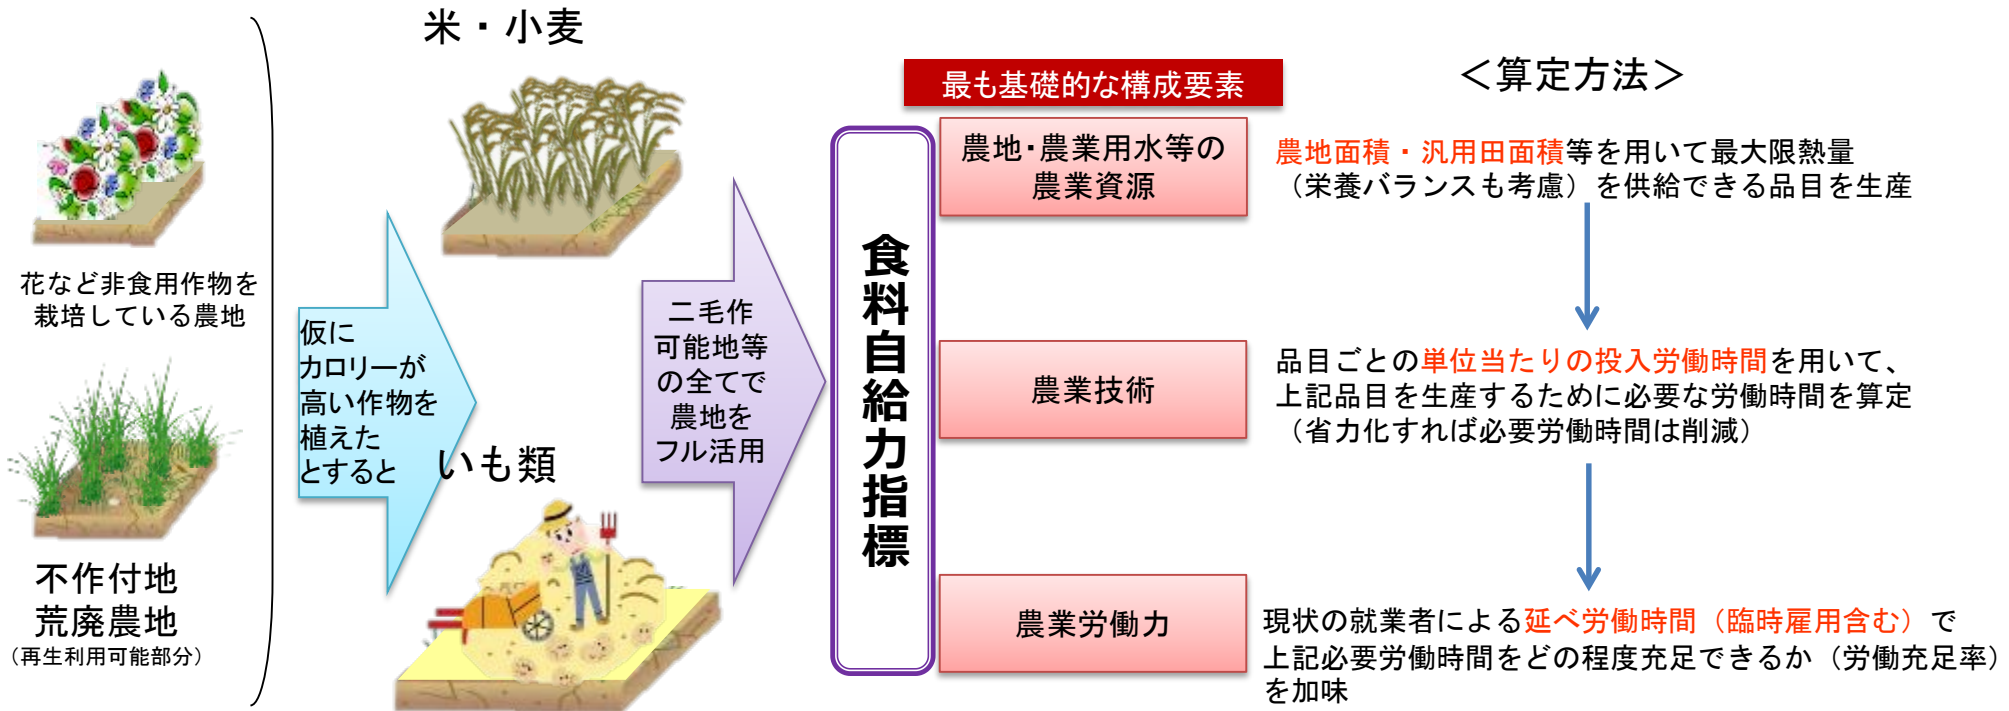 花など非食用作物を
栽培している農地
不作付地
荒廃農地
（再生利用可能部分）
仮に
カロリーが
高い作物を
植えた
とすると
米・小麦
いも類
二毛作
可能地等
の全てで
農地を
フル活用
食料自給力指標
最も基礎的な構成要素
農地・農業用水等の
農業資源
農業技術
農業労働力
＜算定方法＞
農地面積・汎用田面積等を用いて最大限熱量
（栄養バランスも考慮）を供給できる品目を生産
品目ごとの単位当たりの投入労働時間を用いて、
上記品目を生産するために必要な労働時間を算定
（省力化すれば必要労働時間は削減）
現状の就業者による延べ労働時間（臨時雇用含む）で
上記必要労働時間をどの程度充足できるか（労働充足率）
を加味